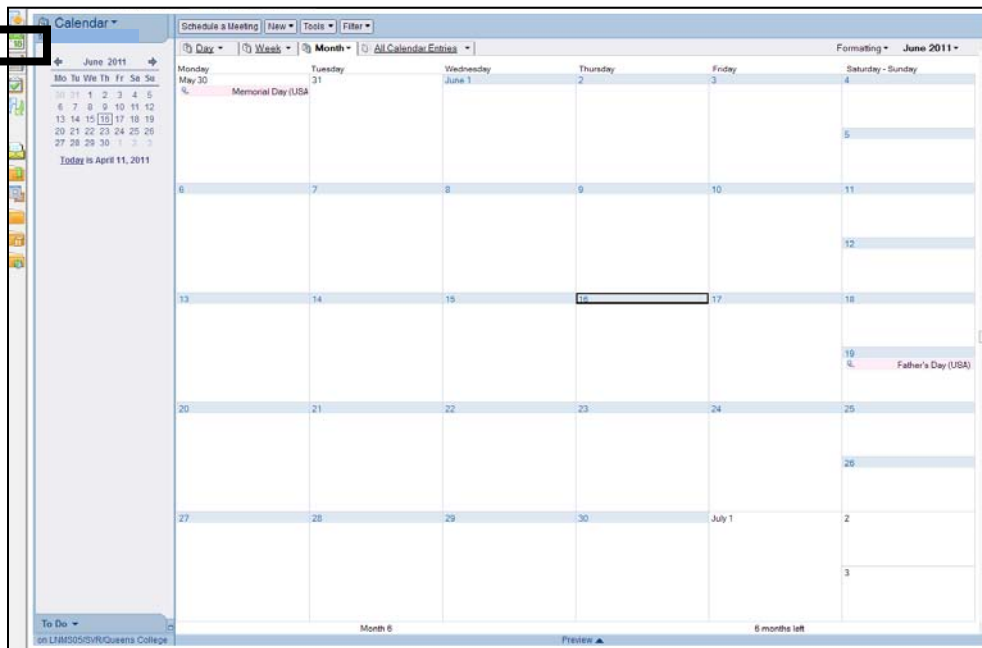 Calendar
10
June 2011
Mo Tu We Th Fr Sa Su
30 31 1 2 3 4 5
6 7 8 9 10 11 12
13 14 15 16 17 18 19
20 21 22 23 24 25 26
27 28 29 30 1 2 3
Today is April 11, 2011
To Do
on LNMS05/SVR/Queens College
Schedule a Meeting New Tools Filter
Day Week Month All Calendar Entries Formatting June 2011
Monday Tuesday Wednesday Thursday Friday Saturday - Sunday
May 30 31 June 1 2 3 4
Memorial Day (USA
5
6 7 8 9 10 11
12
13 14 15 16 17 18
19
Father's Day (USA)
20 21 22 23 24 25
26
27 28 29 30 July 1 2
3
Month 6 6 months left
Preview